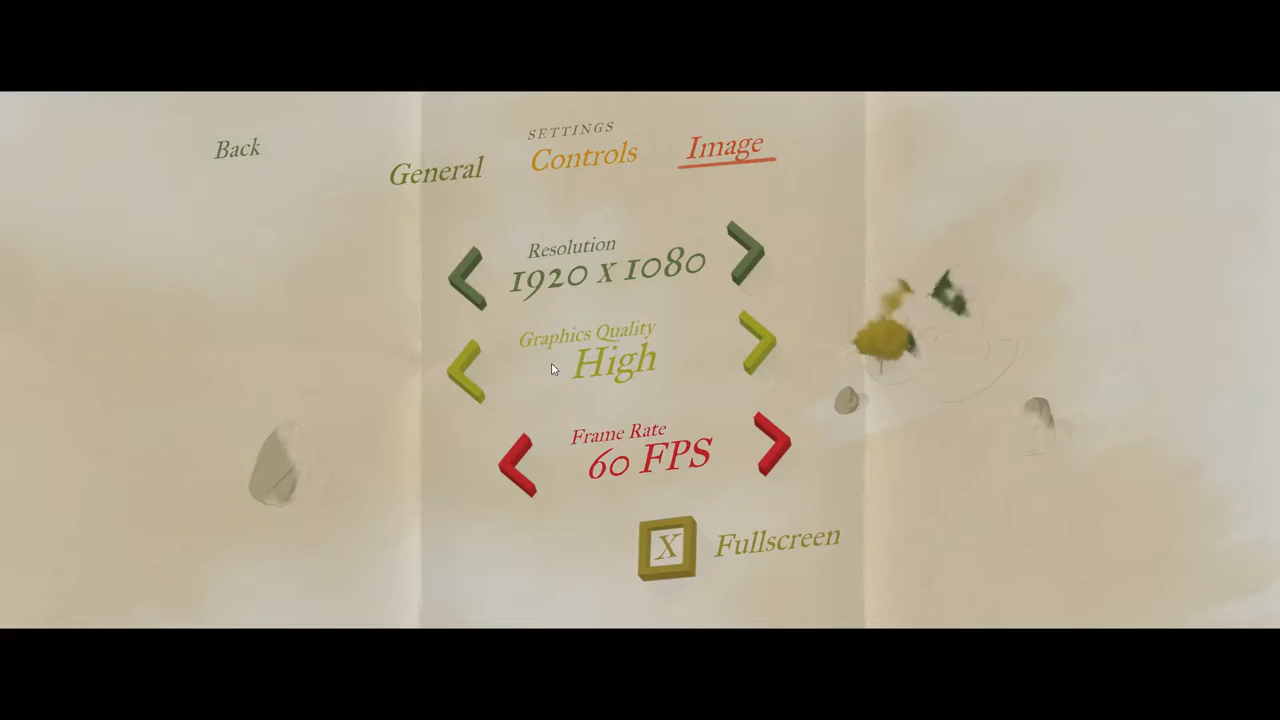 Back
SETTINGS
General
Controls
Image
Resolution
1920 x 1080
Graphics Quality
High
Frame Rate
60 FPS
X Fullscreen